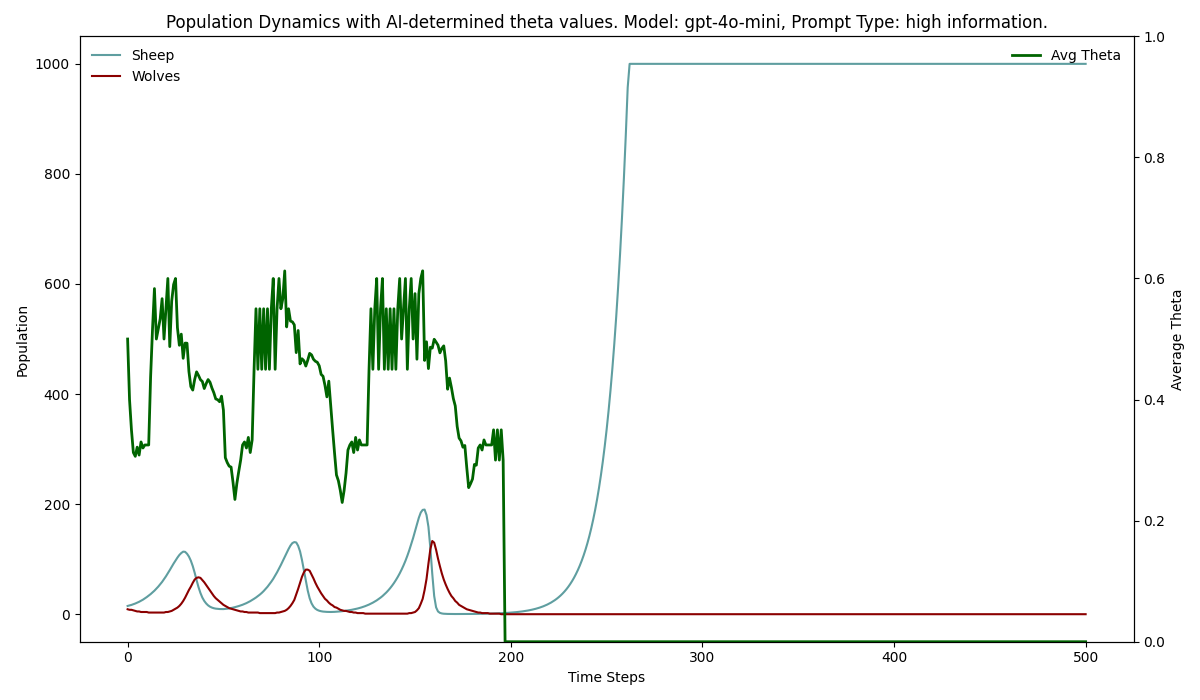 Population Dynamics with AI-determined theta values. Model: gpt-4o-mini, Prompt Type: high information.
Sheep
Wolves
Avg Theta
Population
1000
800
600
400
200
0
1.0
0.8
0.6
0.4
0.2
0.0
Average Theta
0 100 200 300 400 500
Time Steps